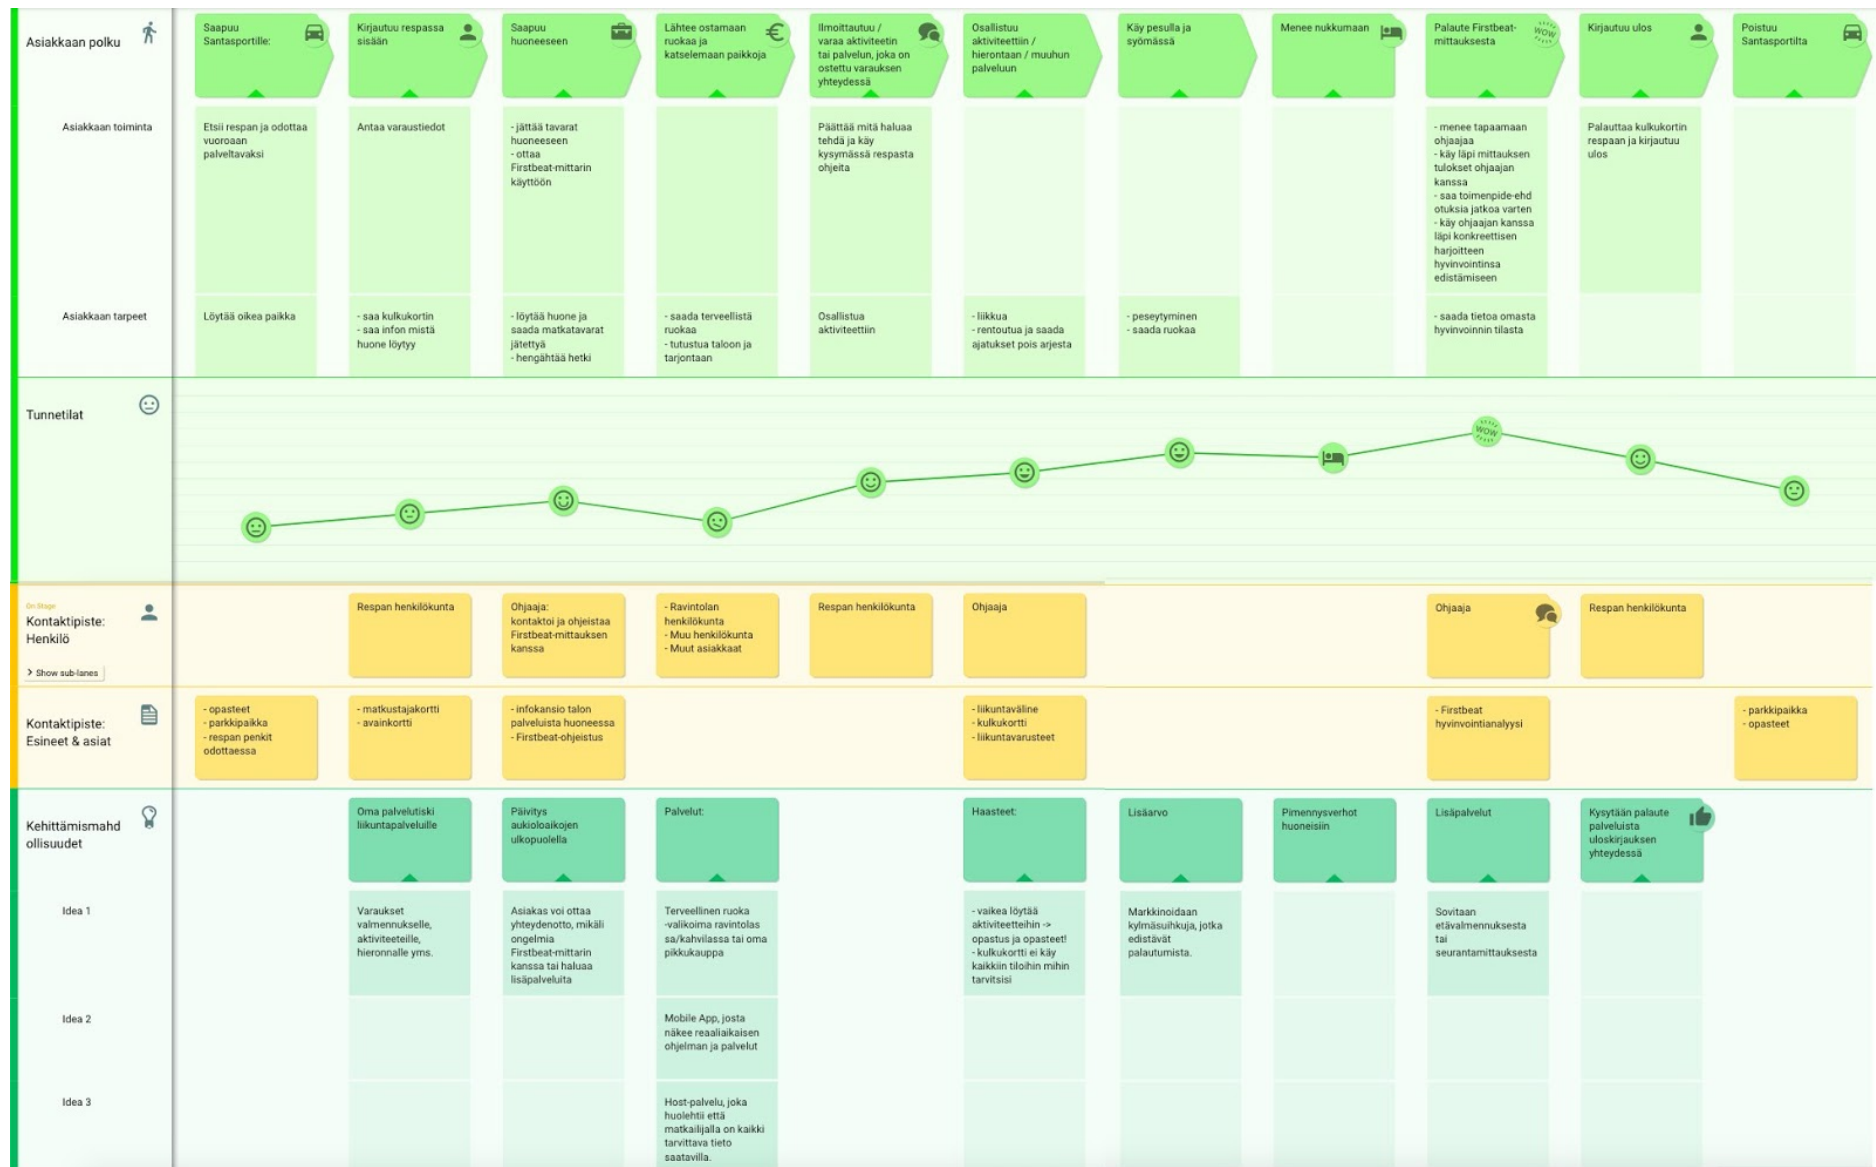 Asiakkaan polku
Saapuu
Santasportille:
Kirjautuu respassa
sisään
Saapuu
huoneeseen
Lähtee ostamaan
ruokaa ja
katselemaan paikkoja
Ilmoittautuu /
varaa aktiviteetin
tai palvelun, joka on
ostettu varauksen
yhteydessä
Osallistuu
aktiviteettiin /
hierontaan / muuhun
palveluun
Käy pesulla ja
syömässä
Menee nukkumaan
Palaute Firstbeat-
mittauksesta
WOW
Kirjautuu ulos
Poistuu
Santasportilta
Asiakkaan toiminta
Etsii respan ja odottaa
vuoroaan
palveltavaksi
Antaa varaustiedot
- jättää tavarat
huoneeseen
- ottaa
Firstbeat-mittarin
käyttöön
Päättää mitä haluaa
tehdä ja käy
kysymässä respasta
ohjeita
- menee tapaamaan
ohjaajaa
- käy läpi mittauksen
tulokset ohjaajan
kanssa
- saa toimenpide-ehd
otuksia jatkoa varten
- käy ohjaajan kanssa
läpi konkreettisen
harjoitteen
hyvinvointinsa
edistämiseen
Palauttaa kulkukortin
respaan ja kirjautuu
ulos
Asiakkaan tarpeet
Löytää oikea paikka
- saa kulkukortin
- saa infon mistä
huone löytyy
- löytää huone ja
saada matkatavarat
jätettyä
- hengähtää hetki
- saada terveellistä
ruokaa
- tutustua taloon ja
tarjontaan
Osallistua
aktiviteettiin
- liikkua
- rentoutua ja saada
ajatukset pois arjesta
- peseytyminen
- saada ruokaa
- saada tietoa omasta
hyvinvoinnin tilasta
Tunnetilat
WOW
On Stage
Kontaktipiste:
Henkilö
> Show sub-lanes
Respan henkilökunta
Ohjaaja:
kontaktoi ja ohjeistaa
Firstbeat-mittauksen
kanssa
- Ravintolan
henkilökunta
- Muu henkilökunta
- Muut asiakkaat
Respan henkilökunta
Ohjaaja
Ohjaaja
Respan henkilökunta
Kontaktipiste:
Esineet & asiat
- opasteet
- parkkipaikka
- respan penkit
odottaessa
- matkustajakortti
- avainkortti
- infokansio talon
palveluista huoneessa
- Firstbeat-ohjeistus
- liikuntaväline
- kulkukortti
- liikuntavarusteet
- Firstbeat
hyvinvointianalyysi
- parkkipaikka
- opasteet
Kehittämismahd
ollisuudet
Oma palvelutiski
liikuntapalveluille
Päivitys
aukioloaikojen
ulkopuolella
Palvelut:
Haasteet:
Lisäarvo
Pimennysverhot
huoneisiin
Lisäpalvelut
Kysytään palaute
palveluista
uloskirjauksen
yhteydessä
Idea 1
Varaukset
valmennukselle,
aktiviteeteille,
hieronnalle yms.
Asiakas voi ottaa
yhteydenotto, mikäli
ongelmia
Firstbeat-mittarin
kanssa tai haluaa
lisäpalveluita
Terveellinen ruoka
-valikoima ravintolas
sa/kahvilassa tai oma
pikkukauppa
- vaikea löytää
aktiviteetteihin ->
opastus ja opasteet!
- kulkukortti ei käy
kaikkiin tiloihin mihin
tarvitsisi
Markkinoidaan
kylmäsuihkuja, jotka
edistävät
palautumista.
Sovitaan
etävalmennuksesta
tai
seurantamittauksesta
Idea 2
Mobile App, josta
näkee reaaliaikaisen
ohjelman ja palvelut
Idea 3
Host-palvelu, joka
huolehtii että
matkailijalla on kaikki
tarvittava tieto
saatavilla.